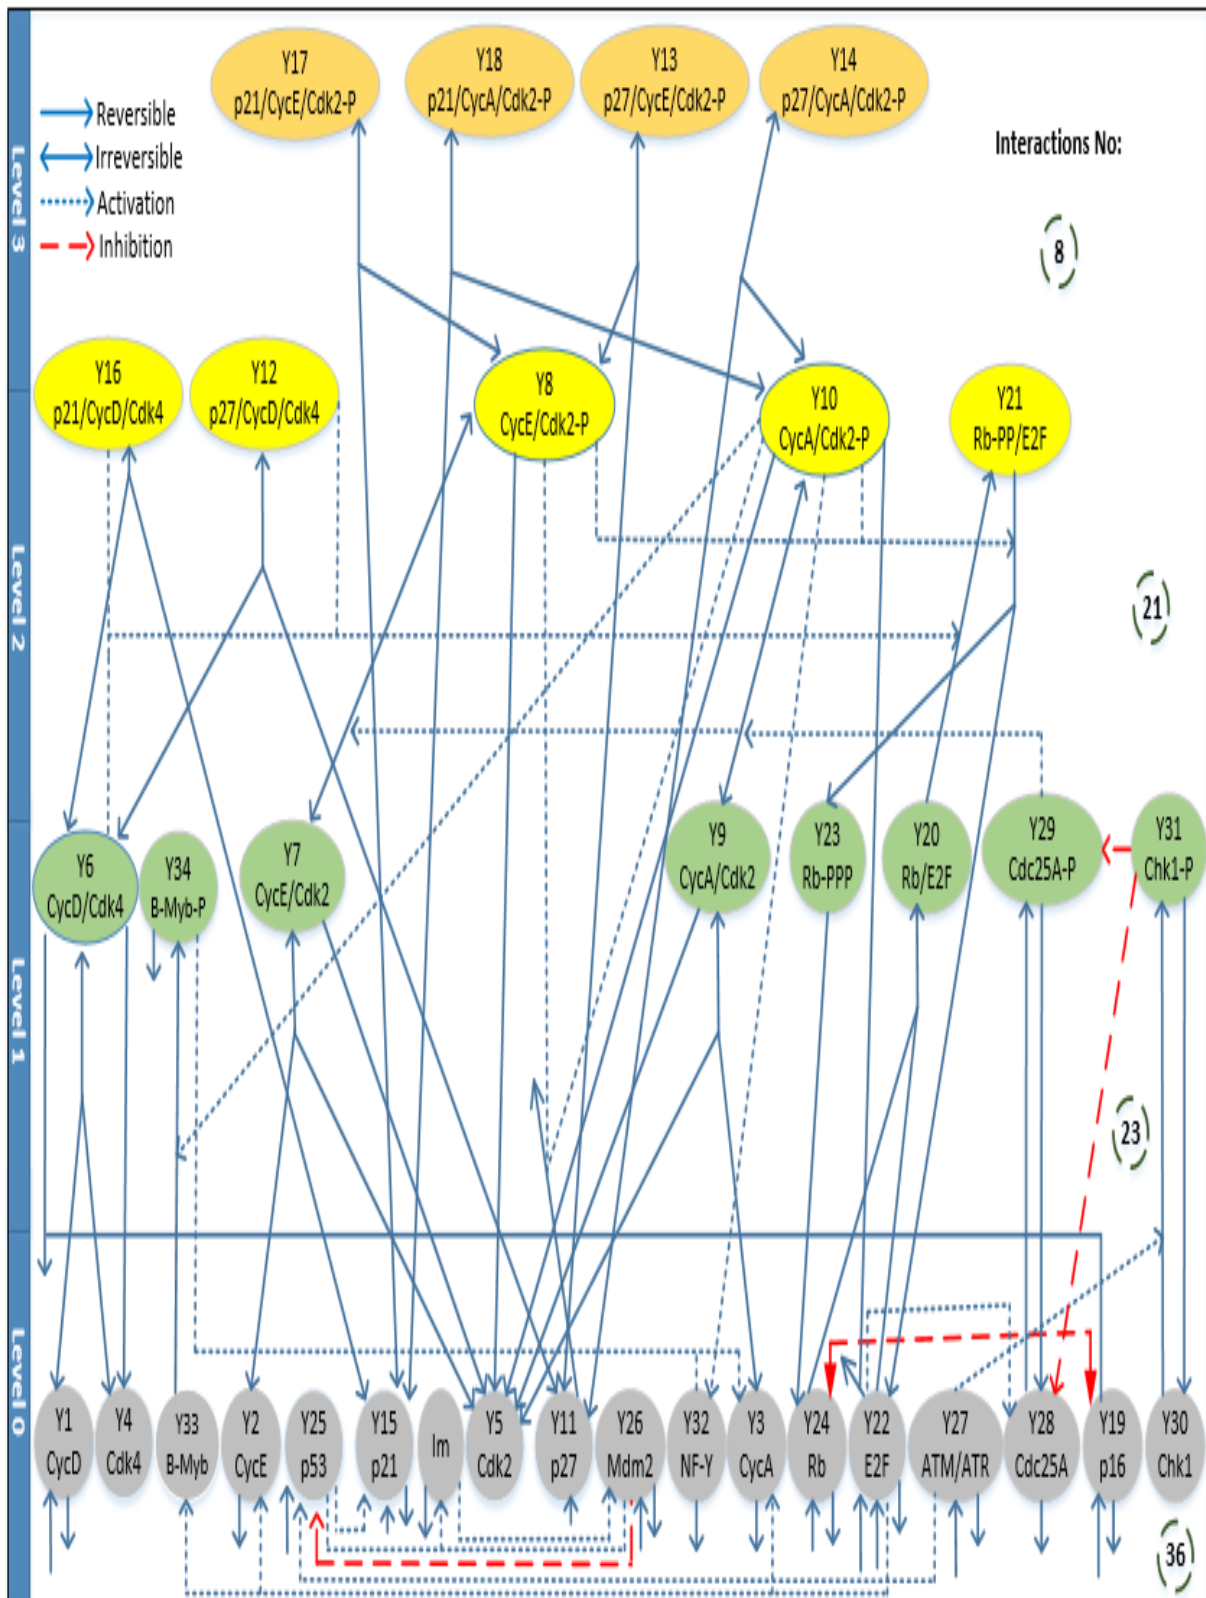 Y17
p21/CycE/Cdk2-P
Y18
p21/CycA/Cdk2-P
Y13
p27/CycE/Cdk2-P
Y14
p27/CycA/Cdk2-P
Reversible
Irreversible
Activation
Inhibition
Interactions No:
Level 3
8
Y16
p21/CycD/Cdk4
Y12
p27/CycD/Cdk4
Y8
CycE/Cdk2-P
Y10
CycA/Cdk2-P
Y21
Rb-PP/E2F
Level 2
21
Y6
CycD/Cdk4
Y34
B-Myb-P
Y7
CycE/Cdk2
Y9
CycA/Cdk2
Y23
Rb-PPP
Y20
Rb/E2F
Y29
Cdc25A-P
Y31
Chk1-P
Level 1
23
Level 0
Y1
CycD
Y4
Cdk4
Y33
B-Myb
Y2
CycE
Y25
p53
Y15
p21
Im
Y5
Cdk2
Y11
p27
Y26
Mdm2
Y32
NF-Y
Y3
CycA
Y24
Rb
Y22
E2F
Y27
ATM/ATR
Y28
Cdc25A
Y19
p16
Y30
Chk1
36